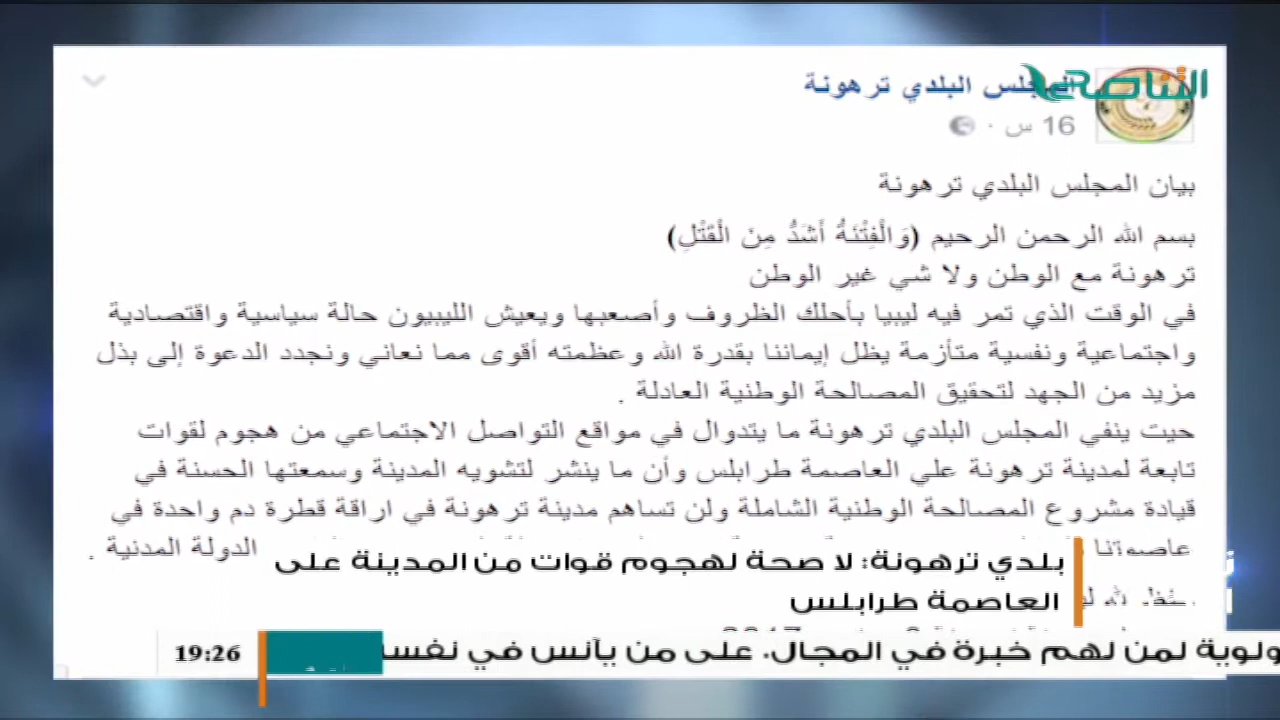 التناصح
المجلس البلدي ترهونة
16 س ·
بيان المجلس البلدي ترهونة
بسم الله الرحمن الرحيم (وَالْفِتْنَةُ أَشَدُّ مِنَ الْقَتْلِ)
ترهونة مع الوطن ولا شي غير الوطن
في الوقت الذي تمر فيه ليبيا بأحلك الظروف وأصعبها ويعيش الليبيون حالة سياسية واقتصادية
واجتماعية ونفسية متأزمة يظل إيماننا بقدرة الله وعظمته أقوى مما نعاني ونجدد الدعوة إلى بذل
مزيد من الجهد لتحقيق المصالحة الوطنية العادلة .
حيت ينفي المجلس البلدي ترهونة ما يتدوال في مواقع التواصل الاجتماعي من هجوم لقوات
تابعة لمدينة ترهونة علي العاصمة طرابلس وأن ما ينشر لتشويه المدينة وسمعتها الحسنة في
قيادة مشروع المصالحة الوطنية الشاملة ولن تساهم مدينة ترهونة في اراقة قطرة دم واحدة في
عاصمتنا الدولة المدنية .
بلدي ترهونة: لا صحة لهجوم قوات من المدينة على
العاصمة طرابلس
ولوية لمن لهم خبرة في المجال. على من يآنس في نفسه
19:26